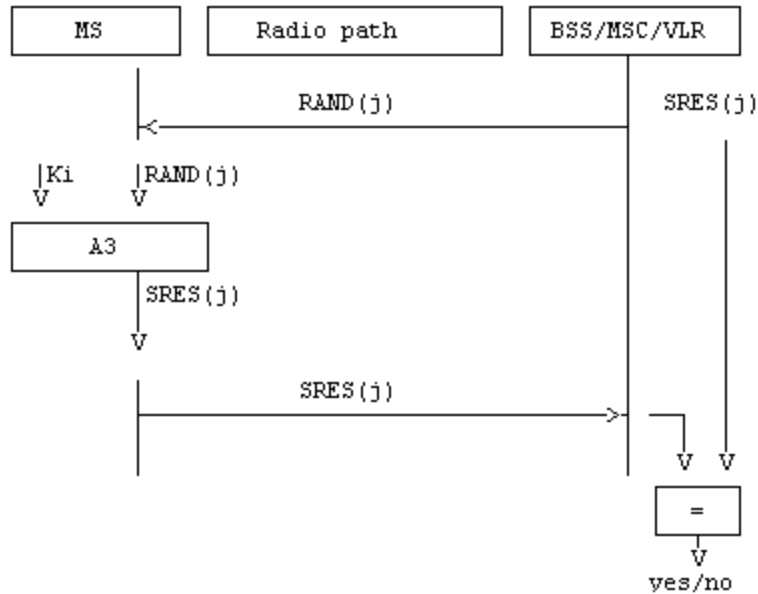 MS Radio path BSS/MSC/VLR
RAND(j) SRES(j)
Ki RAND(j)
A3
SRES(j)
SRES(j)
=
yes/no